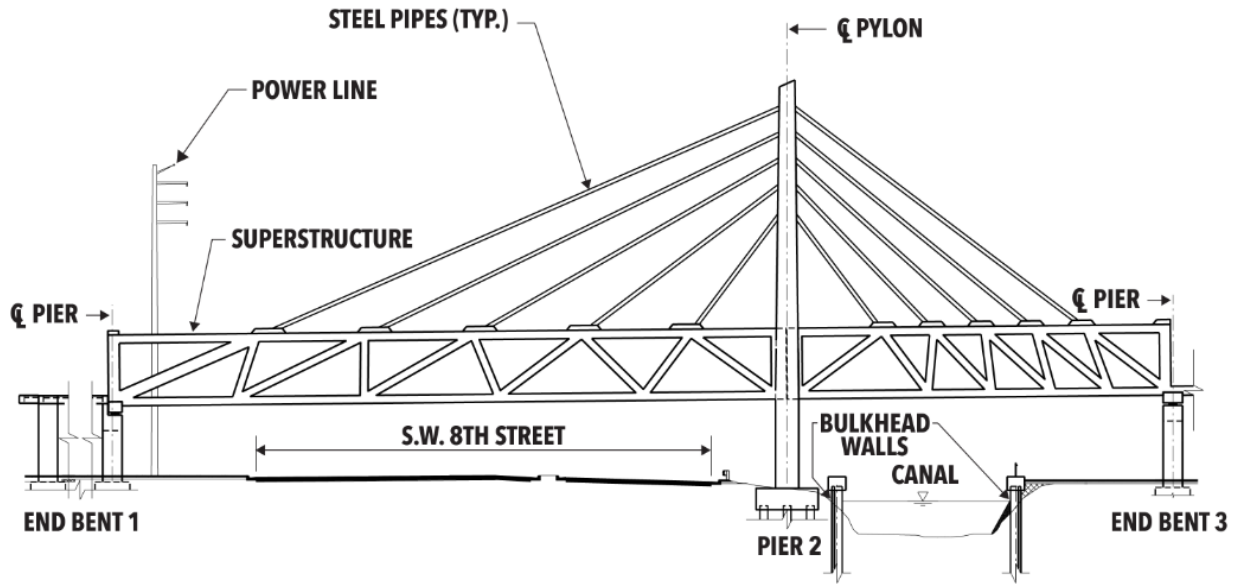 STEEL PIPES (TYP.)
℄ PYLON
POWER LINE
SUPERSTRUCTURE
℄ PIER
℄ PIER
S.W. 8TH STREET
BULKHEAD
WALLS
CANAL
END BENT 1
PIER 2
END BENT 3